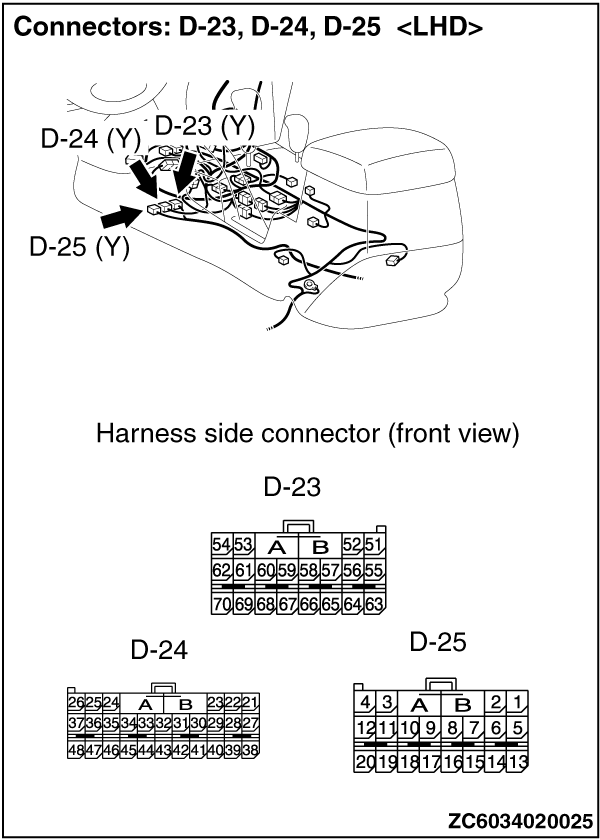 Connectors: D-23, D-24, D-25 <LHD>
D-24 (Y) D-23 (Y)
D-25 (Y)
Harness side connector (front view)
D-23
54 53 A B 52 51
62 61 60 59 58 57 56 55
70 69 68 67 66 65 64 63
D-24
26 25 24 A B 23 22 21
37 36 35 34 33 32 31 30 29 28 27
48 47 46 45 44 43 42 41 40 39 38
D-25
4 3 A B 2 1
12 11 10 9 8 7 6 5
20 19 18 17 16 15 14 13
ZC6034020025